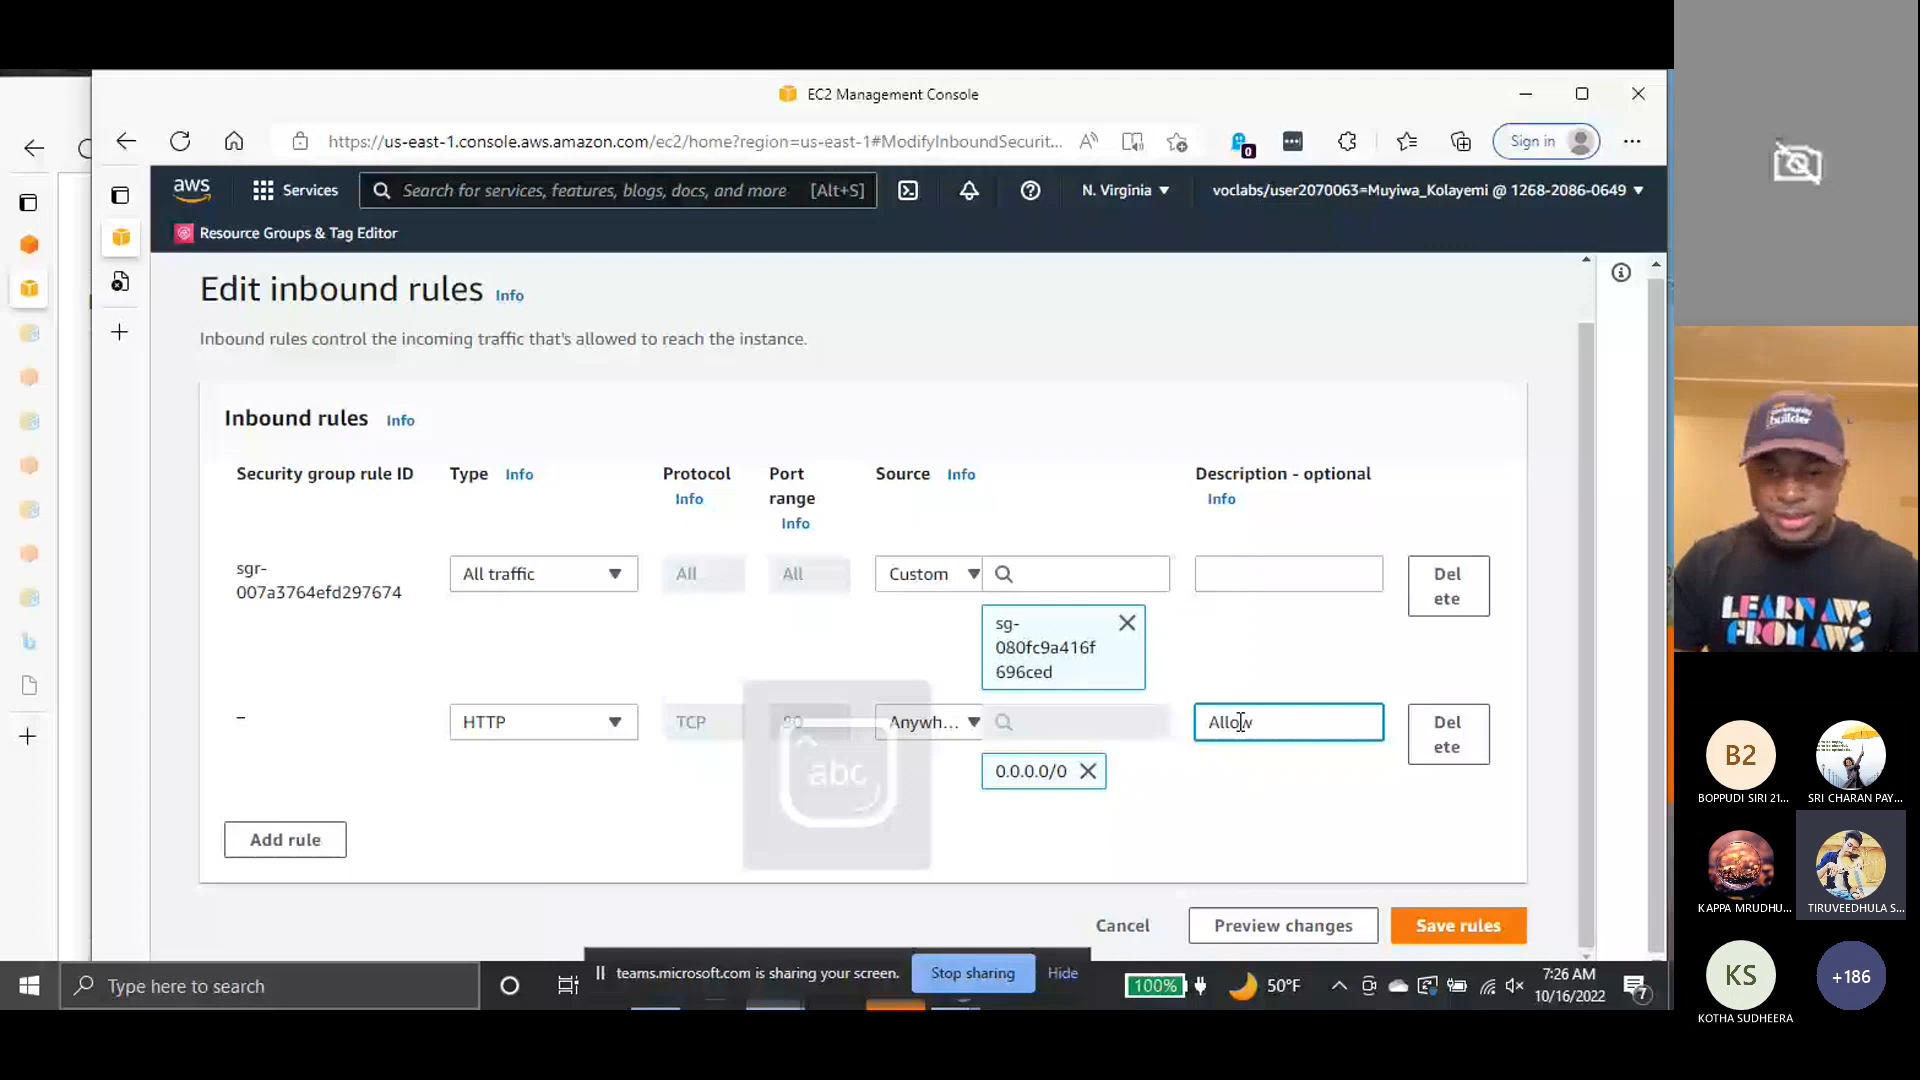 EC2 Management Console
https://us-east-1.console.aws.amazon.com/ec2/home?region=us-east-1#ModifyInboundSecurit...
0
Sign in
aws
Services
Search for services, features, blogs, docs, and more [Alt+S]
N. Virginia
voclabs/user2070063=Muyiwa_Kolayemi @ 1268-2086-0649
Resource Groups & Tag Editor
Edit inbound rules Info
Inbound rules control the incoming traffic that's allowed to reach the instance.
Inbound rules Info
Security group rule ID
Type Info
Protocol
Info
Port
range
Info
Source Info
Description - optional
Info
sgr-
007a3764efd297674
All traffic
All
All
Custom
Del
ete
sg-
080fc9a416f
696ced
–
HTTP
TCP
80
Anywh...
Allow
Del
ete
0.0.0.0/0
abc
Add rule
Cancel
Preview changes
Save rules
teams.microsoft.com is sharing your screen.
Stop sharing
Hide
Type here to search
100%
50°F
7:26 AM
10/16/2022
7
community
builder
LEARN AWS
FROM AWS
B2
BOPPUDI SIRI 21...
SRI CHARAN PAY...
KAPPA MRUDHU...
TIRUVEEDHULA S...
KS
KOTHA SUDHEERA
+186